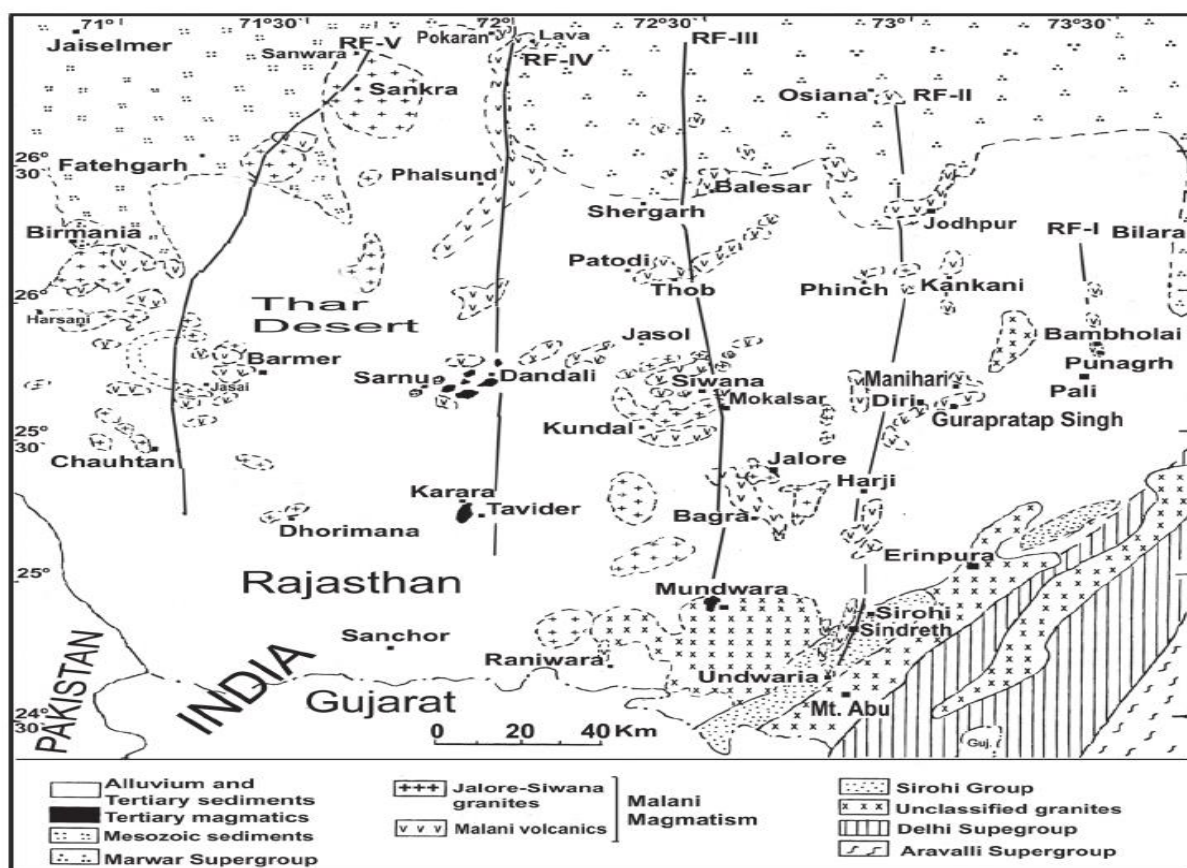 71° 71°30' 72° 72°30' 73° 73°30'
Jaiselmer
Sanwara
RF-V
Pokaran
Lava
RF-IV
RF-III
Sankra
Osiana
RF-II
26°
30'
Fatehgarh
Phalsund
Balesar
Shergarh
Jodhpur
Birmania
RF-I
Bilara
Patodi
Thob
Phinch
Kankani
26°
Thar
Desert
Harsani
Jasol
Bambholai
Barmer
Punagrh
Jasai
Sarnu
Dandali
Siwana
Manihari
Pali
Mokalsar
Diri
Gurapratap Singh
Kundal
25°
30'
Chauhtan
Jalore
Karara
Harji
Tavider
Bagra
Dhorimana
Erinpura
25°
Rajasthan
Mundwara
Sirohi
Sindreth
Sanchor
Raniwara
Undwaria
PAKISTAN
INDIA
Gujarat
Mt. Abu
24°
30'
0 20 40 Km
Guj.
Alluvium and
Tertiary sediments
Tertiary magmatics
Mesozoic sediments
Marwar Supergroup
Jalore-Siwana
granites
Malani volcanics
Malani
Magmatism
Sirohi Group
Unclassified granites
Delhi Supegroup
Aravalli Supergroup